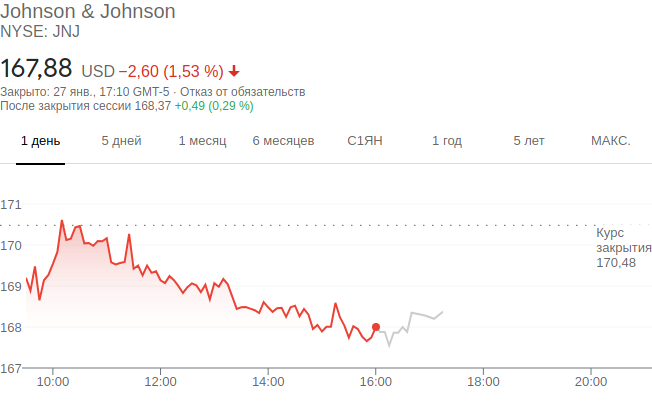 Johnson & Johnson
NYSE: JNJ
167,88 USD −2,60 (1,53 %)
Закрыто: 27 янв., 17:10 GMT-5 · Отказ от обязательств
После закрытия сессии 168,37 +0,49 (0,29 %)
1 день 5 дней 1 месяц 6 месяцев С1ЯН 1 год 5 лет МАКС.
171
Курс
закрытия
170,48
170
169
168
167
10:00 12:00 14:00 16:00 18:00 20:00